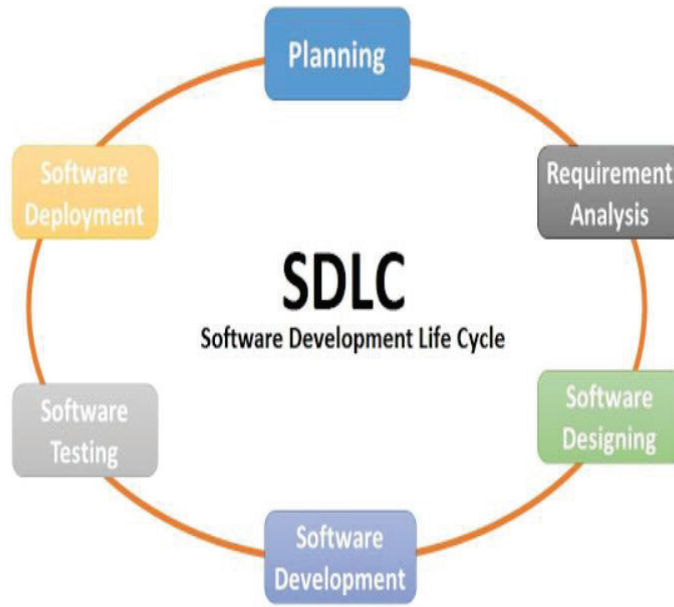 Planning
Requirement
Analysis
Software
Designing
Software
Development
Software
Testing
Software
Deployment
SDLC
Software Development Life Cycle